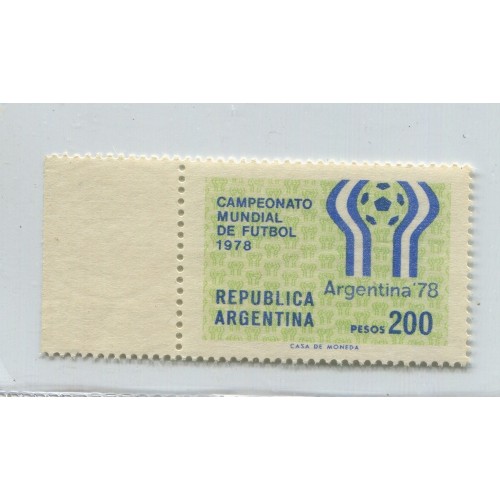 CAMPEONATO
MUNDIAL
DE FUTBOL
1978
Argentina '78
REPUBLICA
ARGENTINA
PESOS 200
CASA DE MONEDA